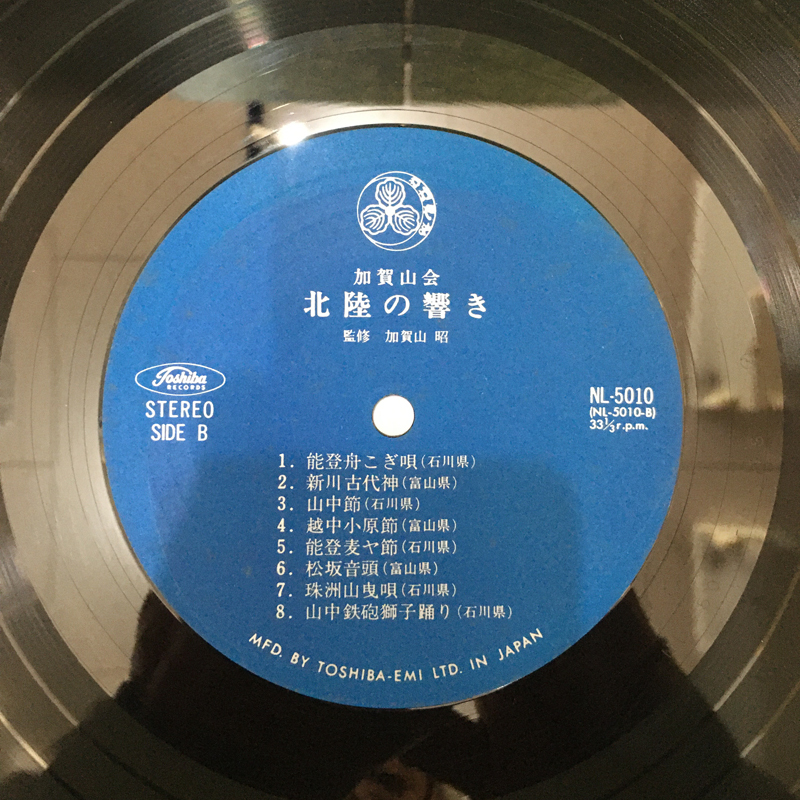 加賀山会
北陸の響き
監修 加賀山 昭
Toshiba
RECORDS
STEREO
SIDE B
NL-5010
(NL-5010-B)
33⅓r.p.m.
1. 能登舟こぎ唄(石川県)
2. 新川古代神(富山県)
3. 山中節(石川県)
4. 越中小原節(富山県)
5. 能登麦ヤ節(石川県)
6. 松坂音頭(富山県)
7. 珠洲山曳唄(石川県)
8. 山中鉄砲獅子踊り(石川県)
MFD. BY TOSHIBA-EMI LTD. IN JAPAN